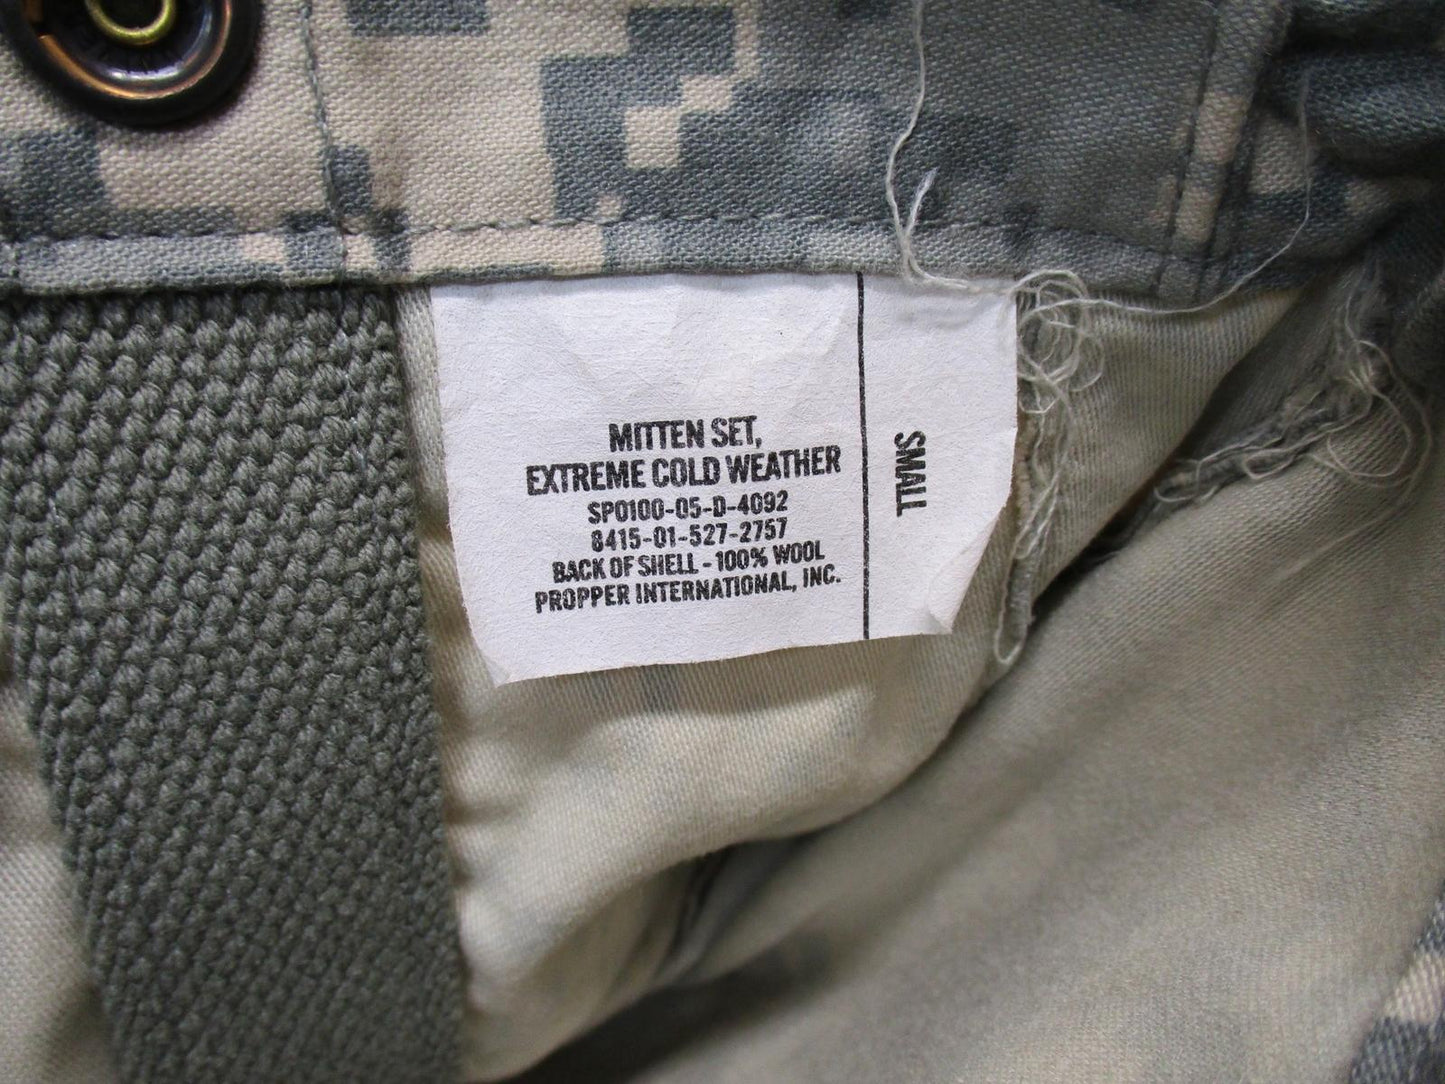 MITTEN SET,
EXTREME COLD WEATHER
SPO100-05-D-4092
8415-01-527-2757
BACK OF SHELL - 100% WOOL
PROPPER INTERNATIONAL, INC.
SMALL